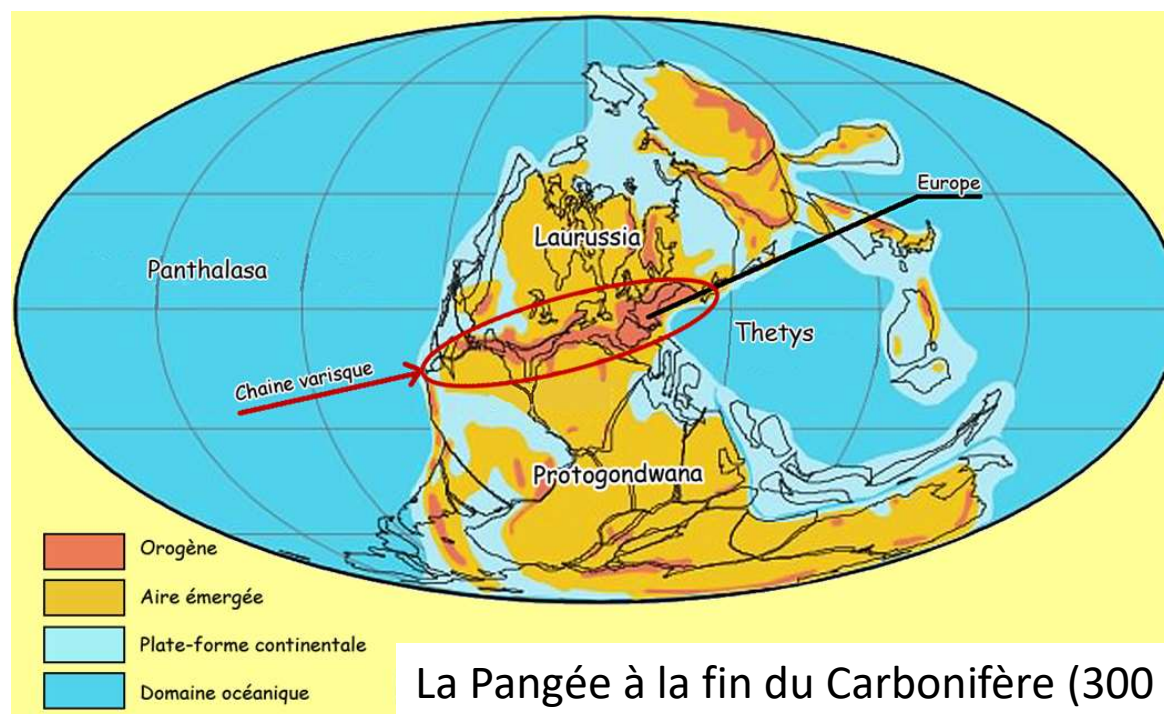 Europe
Laurussia
Panthalasa
Thetys
Chaine varisque
Protogondwana
Orogène
Aire émergée
Plate-forme continentale
Domaine océanique
La Pangée à la fin du Carbonifère (300